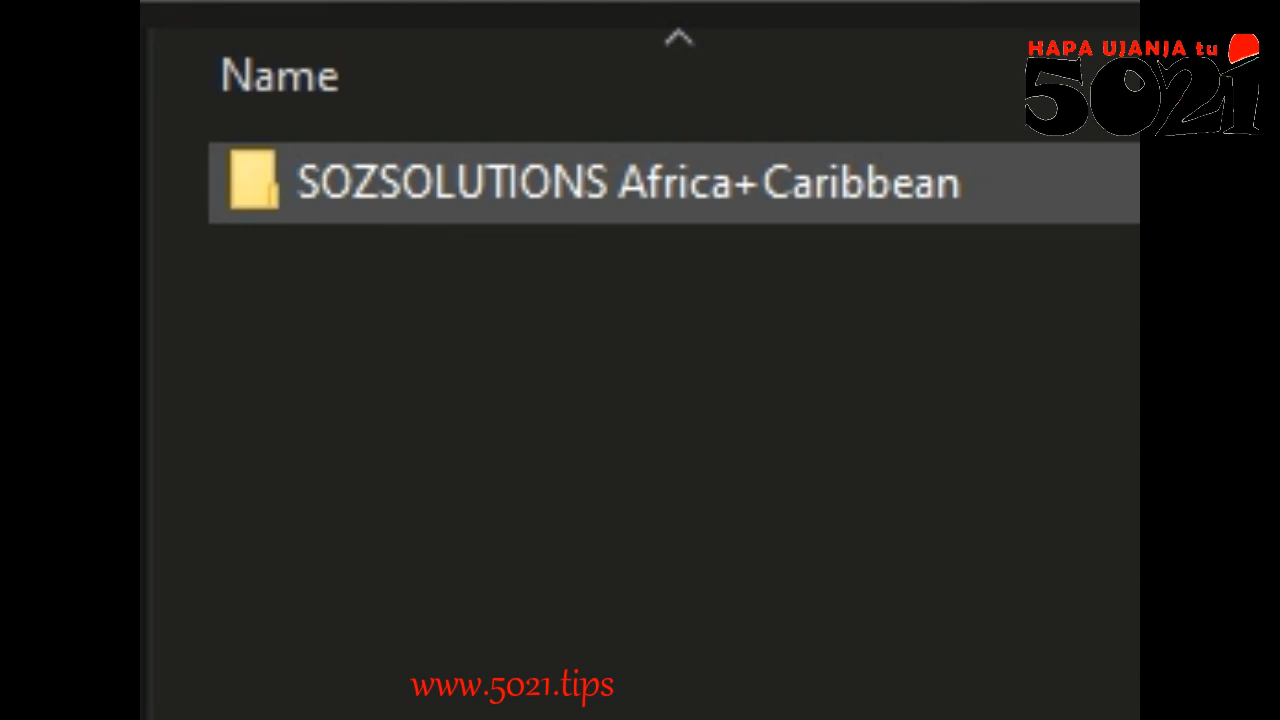 HAPA UJANJA tu
5021
Name
SOZSOLUTIONS Africa+Caribbean
www.5021.tips